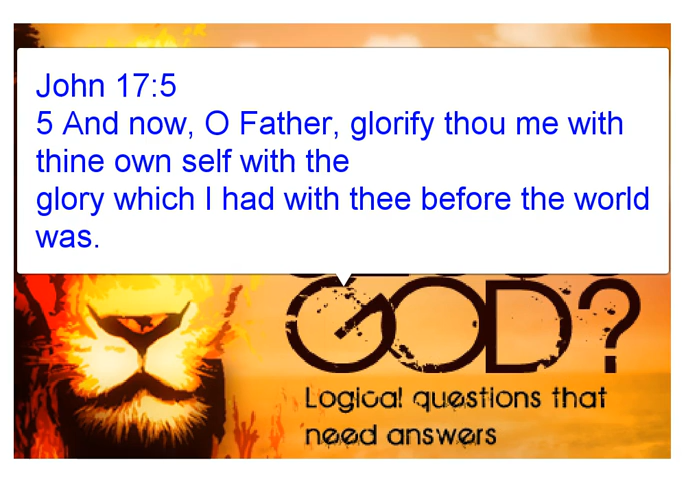 John 17:5
5 And now, O Father, glorify thou me with
thine own self with the
glory which I had with thee before the world
was.
GOD?
Logical questions that
need answers